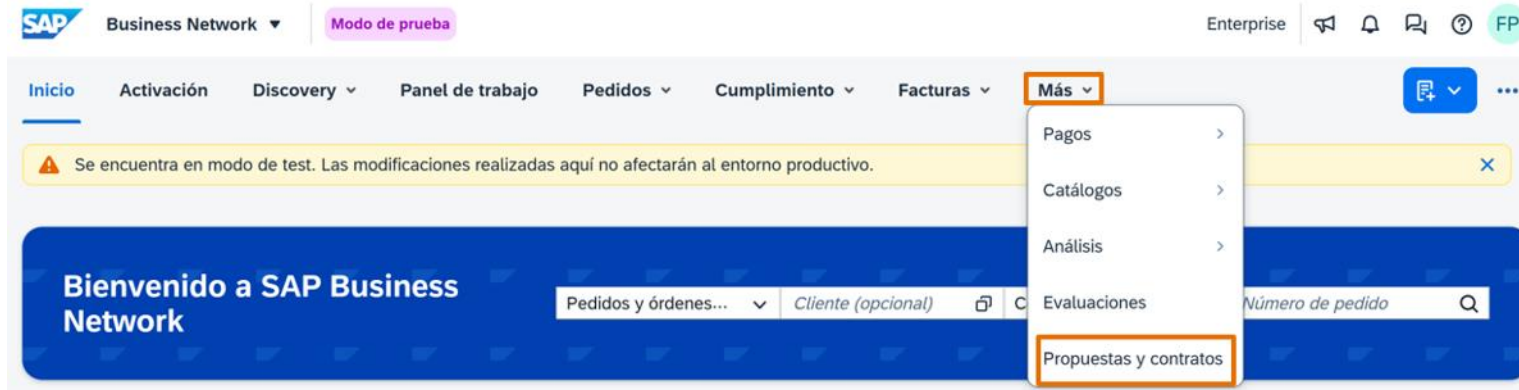 SAP Business Network Modo de prueba Enterprise FP
Inicio Activación Discovery Panel de trabajo Pedidos Cumplimiento Facturas Más
Pagos
Se encuentra en modo de test. Las modificaciones realizadas aquí no afectarán al entorno productivo.
Catálogos
Análisis
Bienvenido a SAP Business
Network
Pedidos y órdenes... Cliente (opcional) C Evaluaciones Número de pedido
Propuestas y contratos